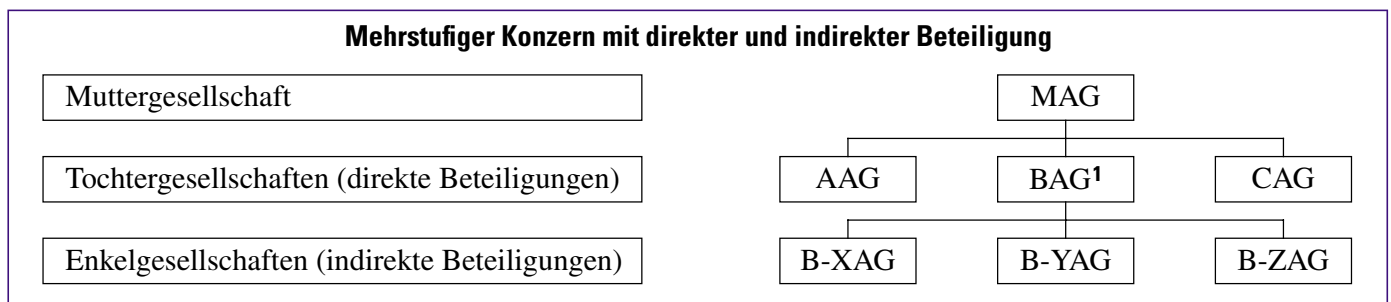 Mehrstufiger Konzern mit direkter und indirekter Beteiligung
Muttergesellschaft MAG
Tochtergesellschaften (direkte Beteiligungen) AAG BAG¹ CAG
Enkelgesellschaften (indirekte Beteiligungen) B-XAG B-YAG B-ZAG